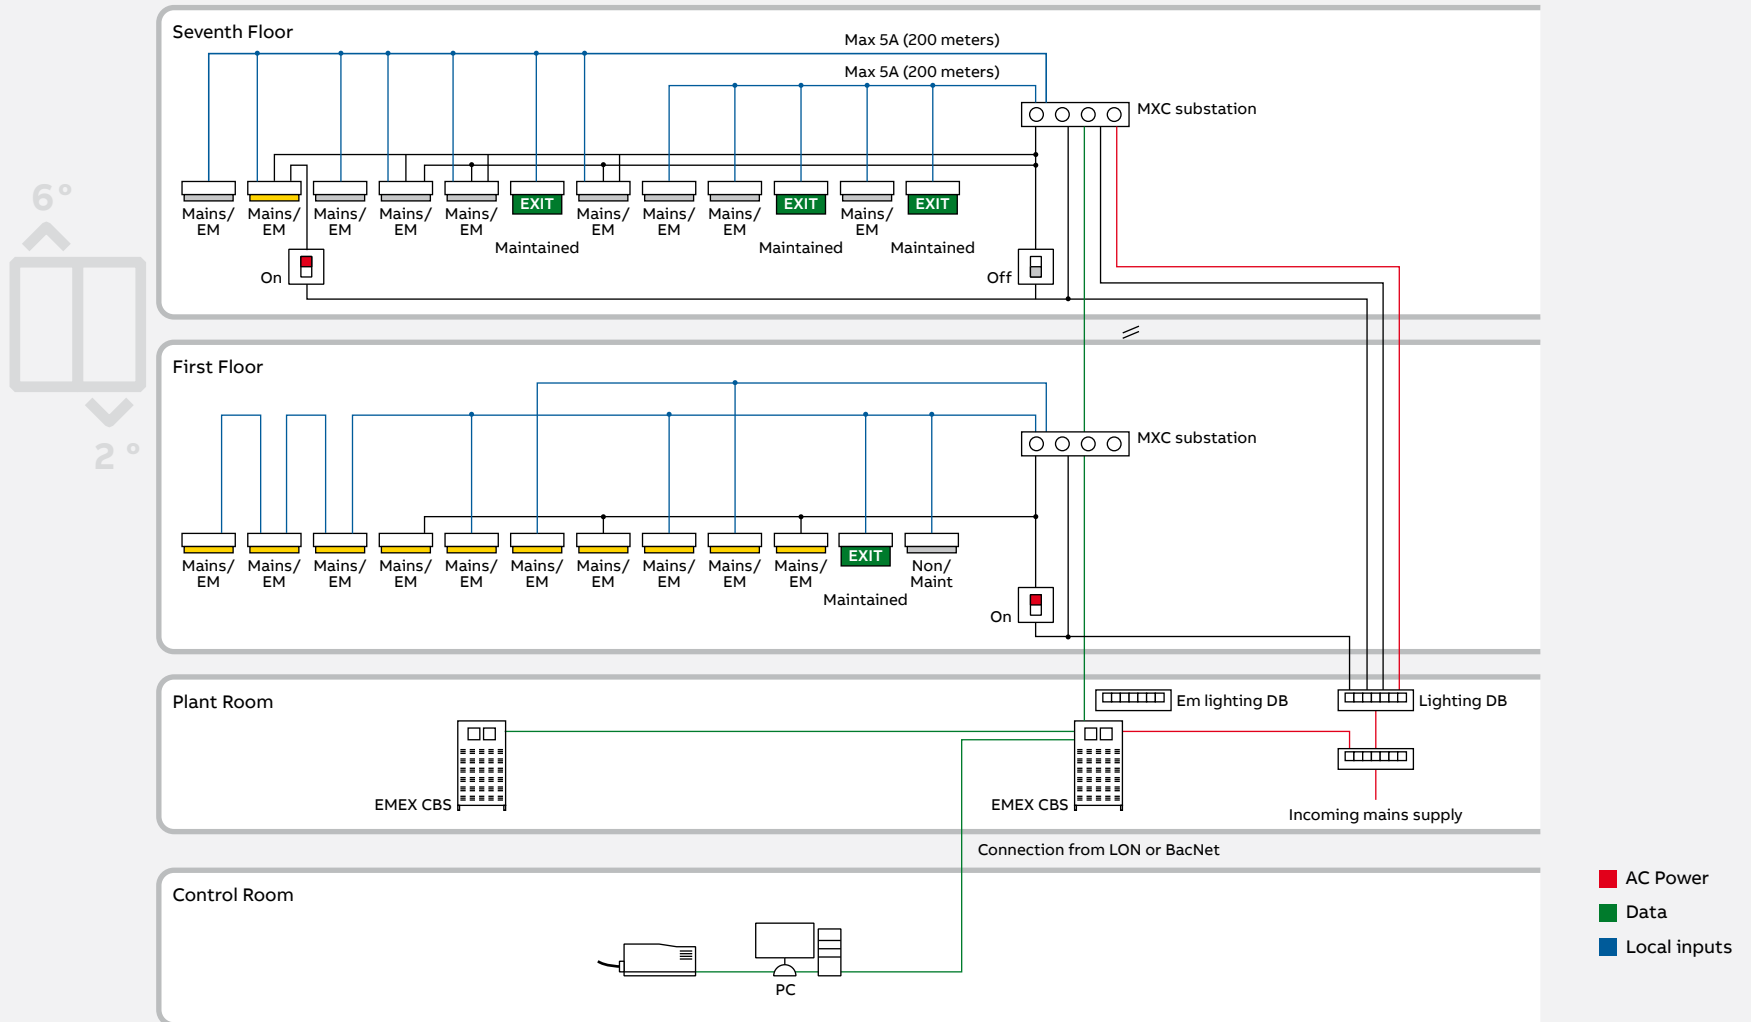 Seventh Floor
Max 5A (200 meters)
Max 5A (200 meters)
MXC substation
6°
2 °
EXIT
EXIT
EXIT
Mains/
EM
Mains/
EM
Mains/
EM
Mains/
EM
Mains/
EM
Maintained
Mains/
EM
Mains/
EM
Mains/
EM
Maintained
Mains/
EM
Maintained
On
Off
First Floor
MXC substation
EXIT
Mains/
EM
Mains/
EM
Mains/
EM
Mains/
EM
Mains/
EM
Mains/
EM
Mains/
EM
Mains/
EM
Mains/
EM
Mains/
EM
Maintained
Non/
Maint
On
Plant Room
Em lighting DB
Lighting DB
EMEX CBS
EMEX CBS
Incoming mains supply
Connection from LON or BacNet
Control Room
PC
AC Power
Data
Local inputs